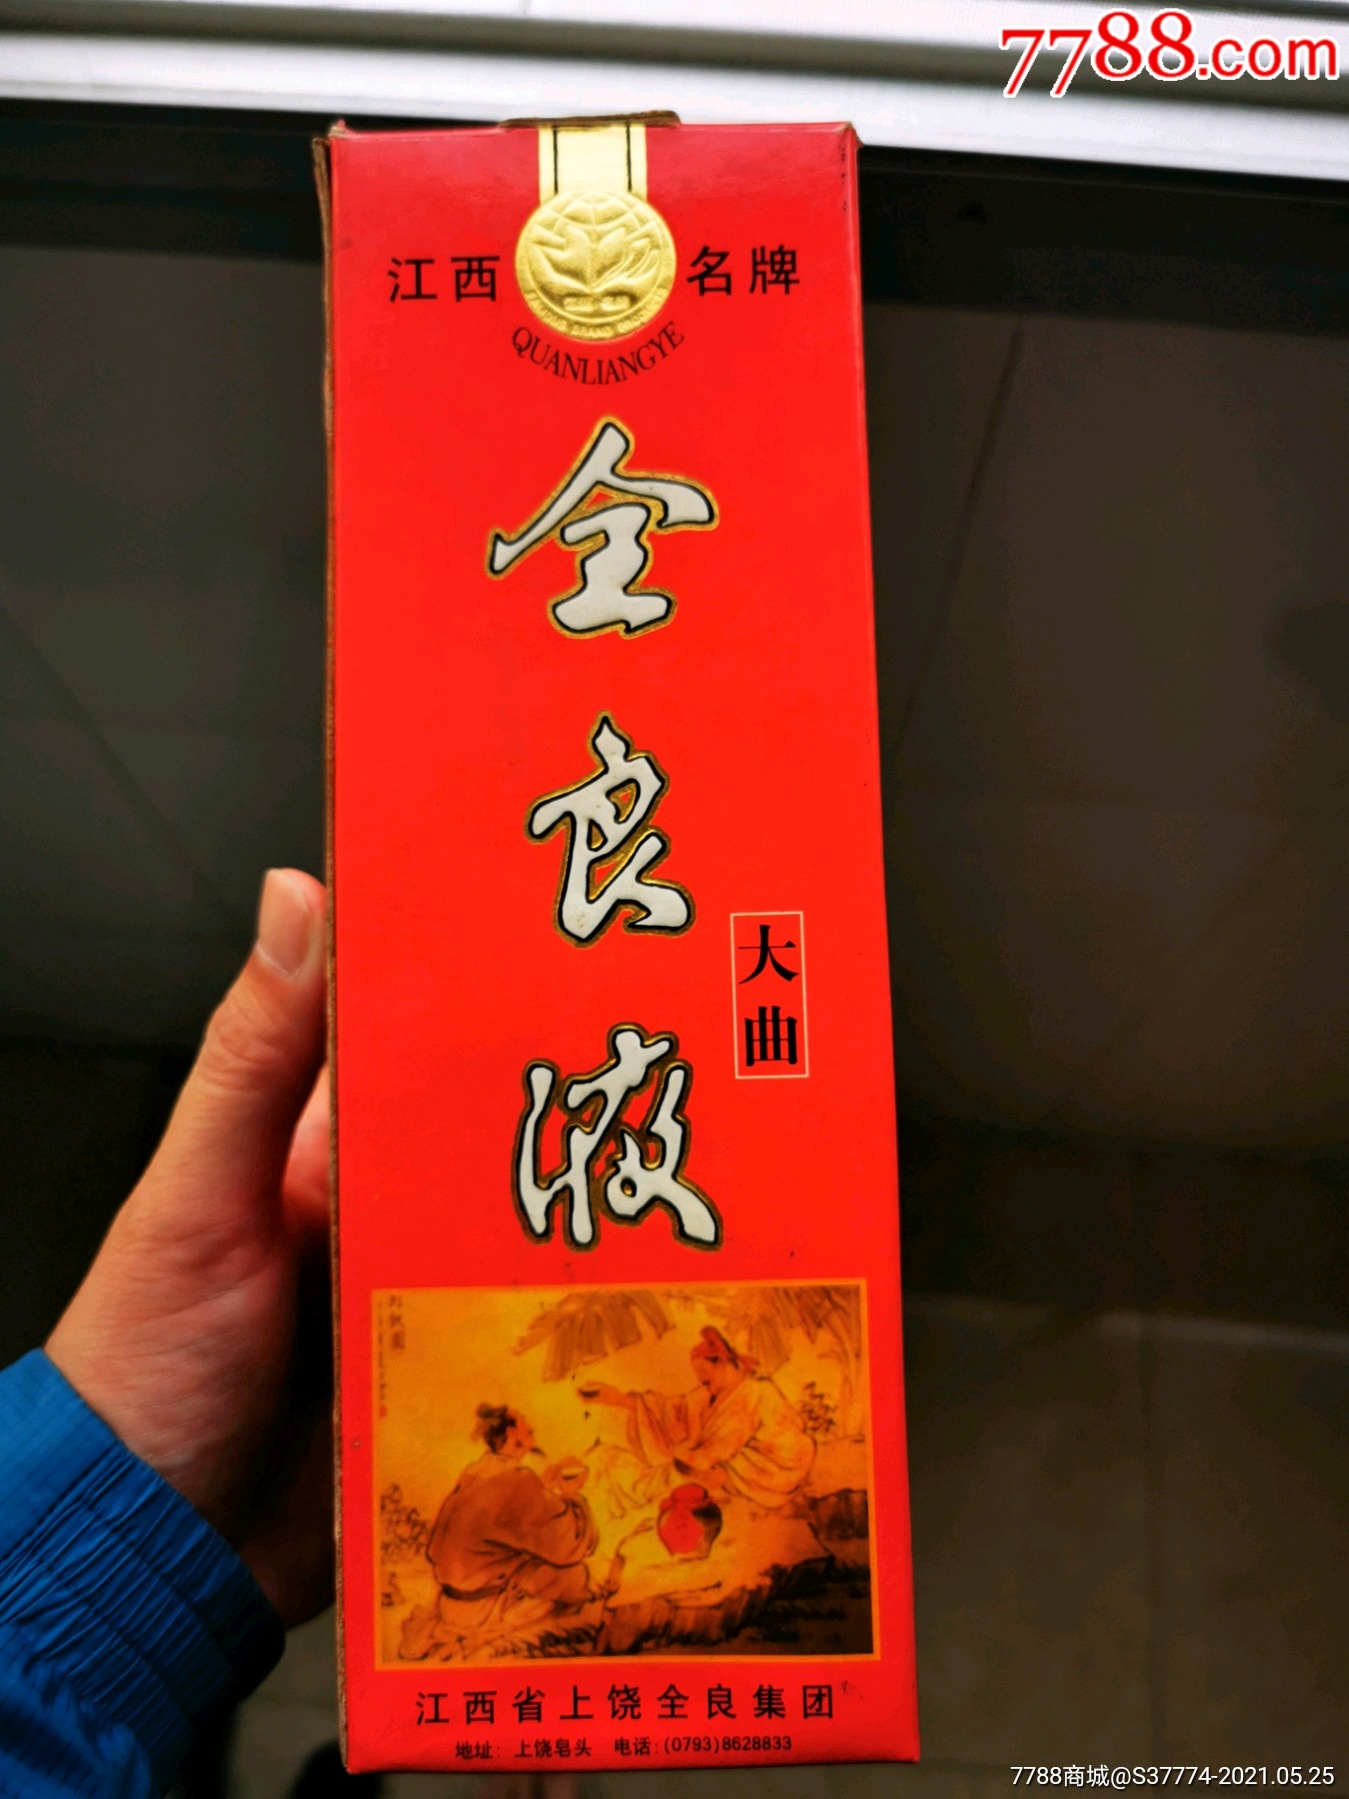 7788.com
江西 名牌
QUANLIANGYE
全良液
大曲
江西省上饶全良集团
地址: 上饶皂头 电话:(0793)8628833
7788商城@S37774-2021.05.25